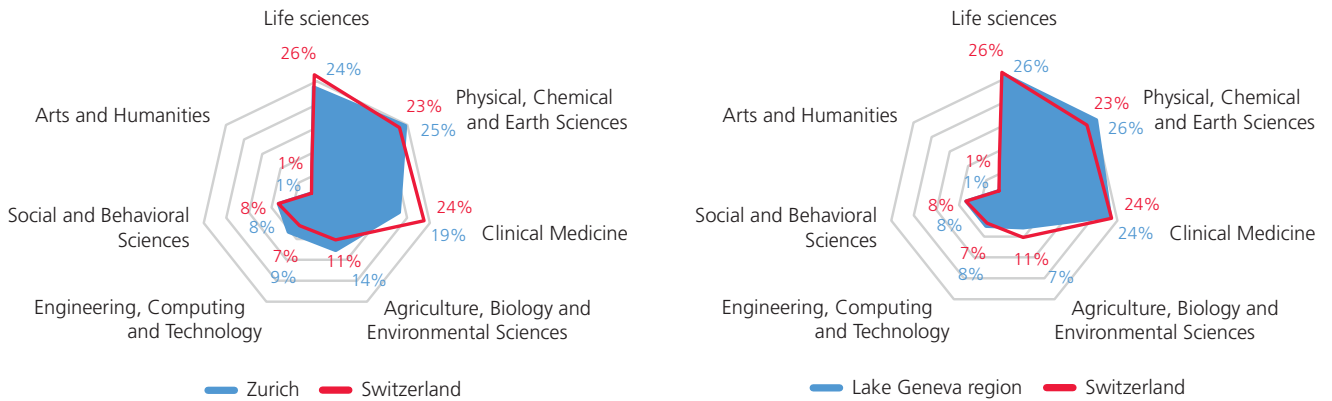 Life sciences
26%
24%
Arts and Humanities
23%
25%
Physical, Chemical
and Earth Sciences
1%
1%
Social and Behavioral
Sciences
8%
8%
24%
19%
Clinical Medicine
7%
9%
11%
14%
Engineering, Computing
and Technology
Agriculture, Biology and
Environmental Sciences
Zurich
Switzerland
Life sciences
26%
26%
Arts and Humanities
23%
26%
Physical, Chemical
and Earth Sciences
1%
1%
Social and Behavioral
Sciences
8%
8%
24%
24%
Clinical Medicine
7%
8%
11%
7%
Engineering, Computing
and Technology
Agriculture, Biology and
Environmental Sciences
Lake Geneva region
Switzerland